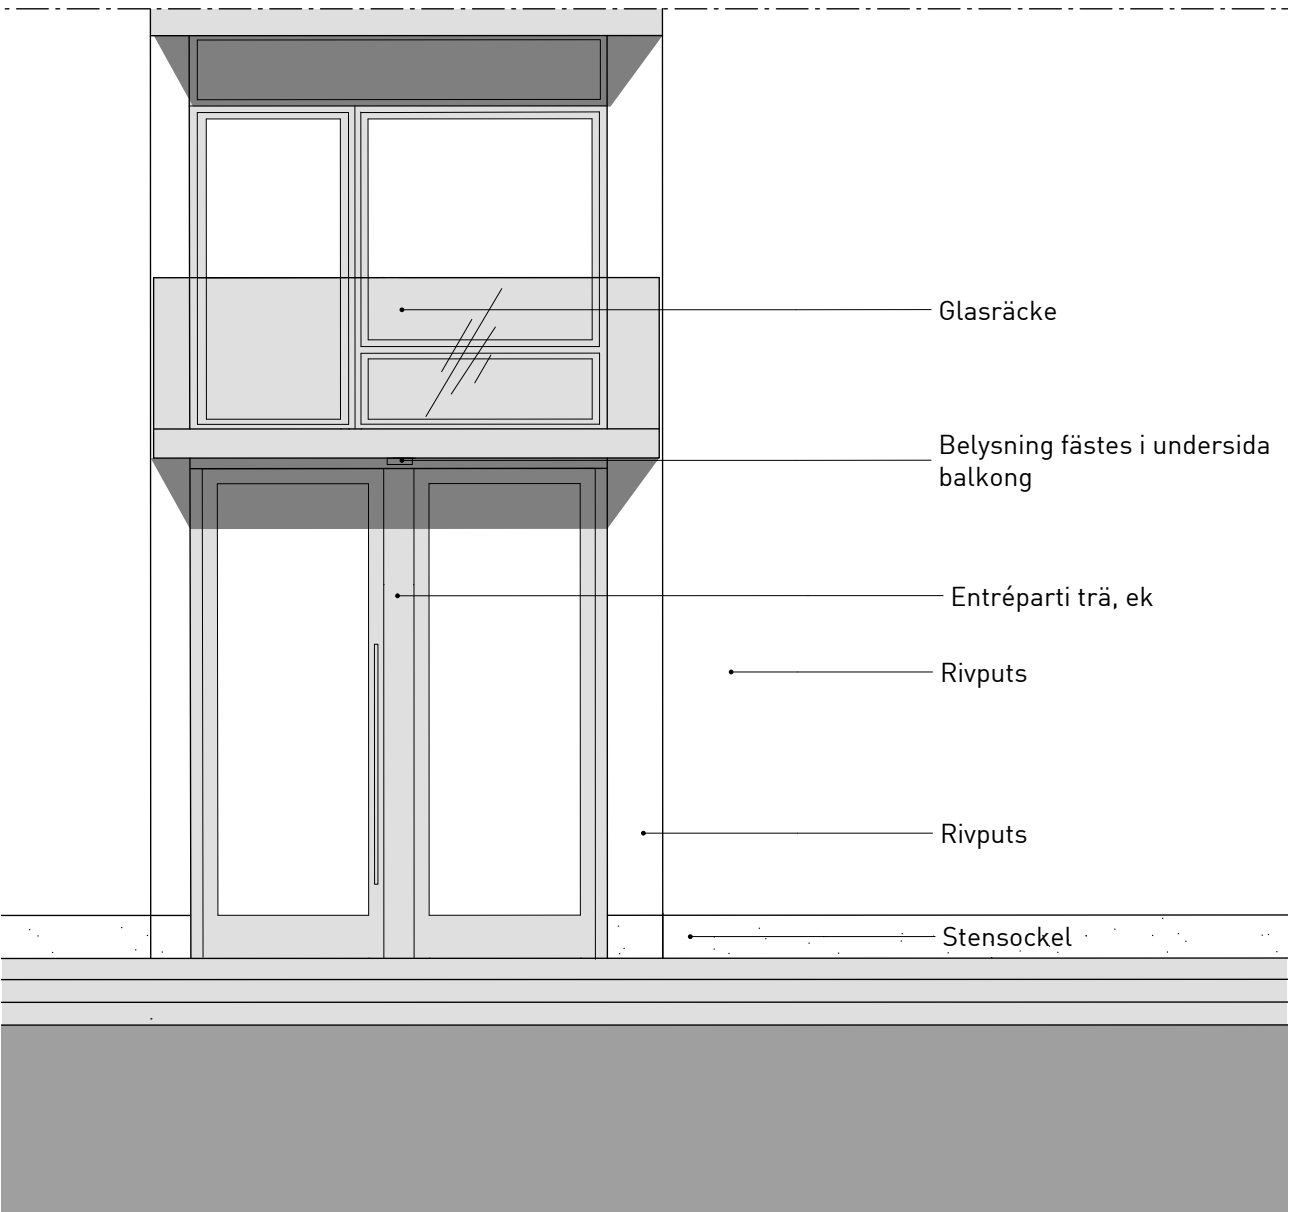 Glasräcke
Belysning fästes i undersida
balkong
Entréparti trä, ek
Rivputs
Rivputs
Stensockel